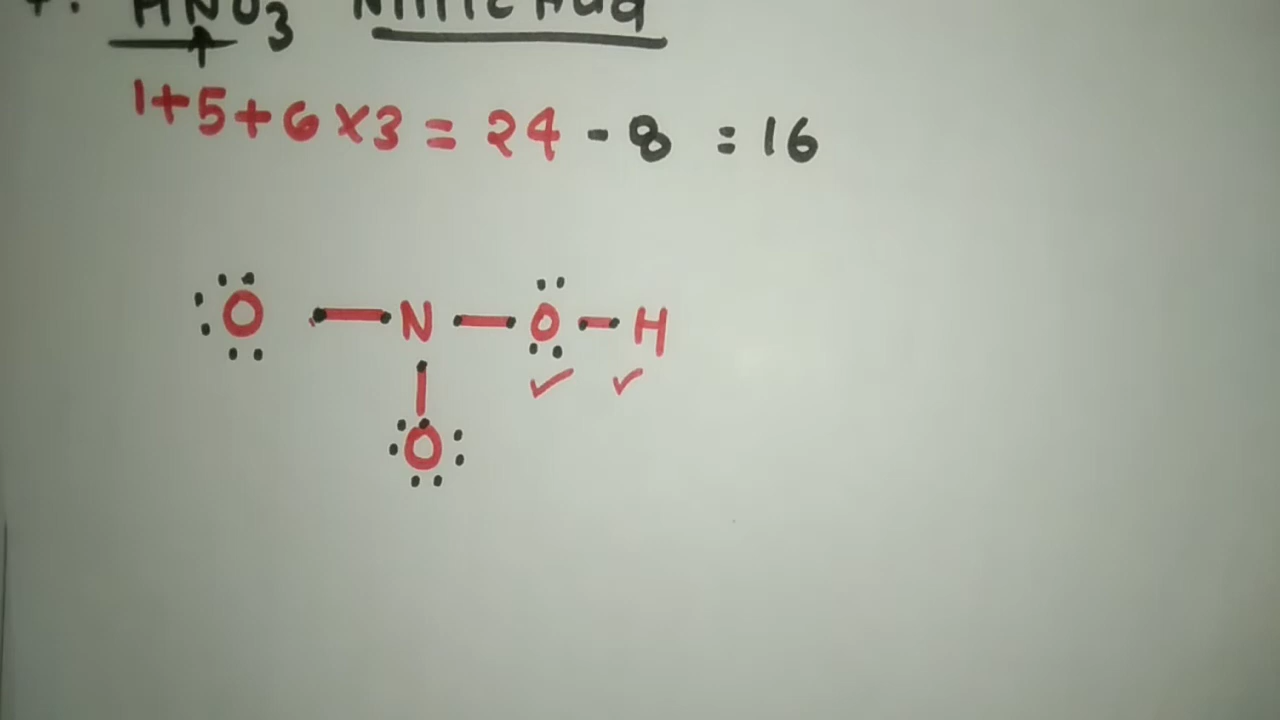 HNO3 Nitric Acid
1+5+6×3=24-8:16
O — N — O — H
O